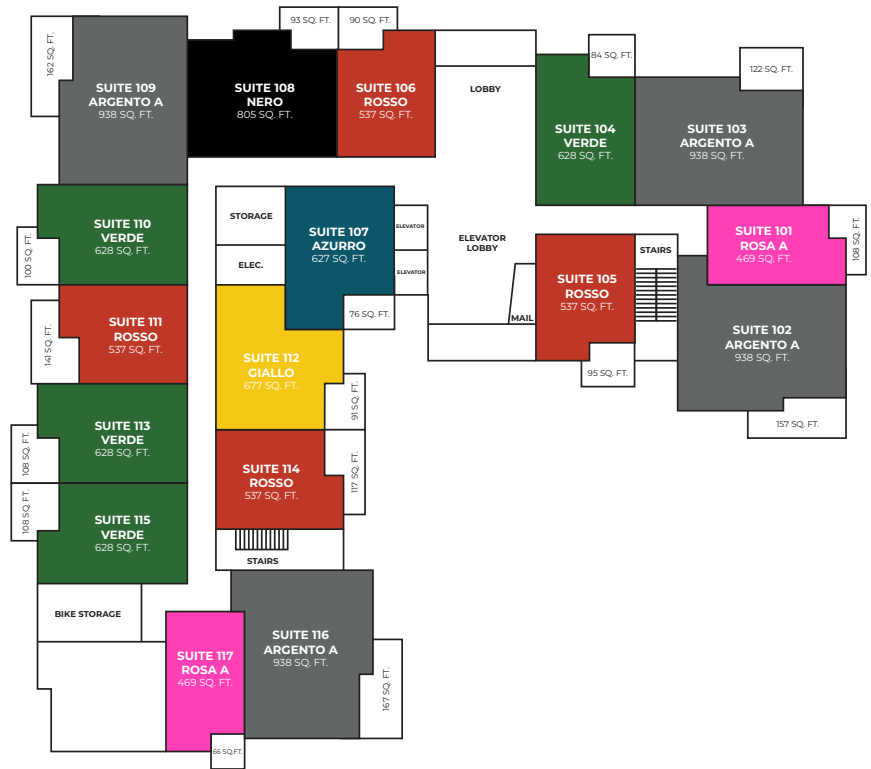 93 SQ. FT.
90 SQ. FT.
162 SQ. FT.
84 SQ. FT.
122 SQ. FT.
SUITE 109
ARGENTO A
938 SQ. FT.
SUITE 108
NERO
805 SQ. FT.
SUITE 106
ROSSO
537 SQ. FT.
LOBBY
SUITE 104
VERDE
628 SQ. FT.
SUITE 103
ARGENTO A
938 SQ. FT.
SUITE 110
VERDE
628 SQ. FT.
100 SQ. FT.
STORAGE
ELEC.
SUITE 107
AZURRO
627 SQ. FT.
76 SQ. FT.
ELEVATOR
ELEVATOR
ELEVATOR
LOBBY
MAIL
SUITE 105
ROSSO
537 SQ. FT.
95 SQ. FT.
STAIRS
SUITE 101
ROSA A
469 SQ. FT.
108 SQ. FT.
SUITE 102
ARGENTO A
938 SQ. FT.
157 SQ. FT.
SUITE 111
ROSSO
537 SQ. FT.
141 SQ. FT.
SUITE 112
GIALLO
677 SQ. FT.
91 SQ. FT.
SUITE 113
VERDE
628 SQ. FT.
108 SQ. FT.
SUITE 114
ROSSO
537 SQ. FT.
117 SQ. FT.
SUITE 115
VERDE
628 SQ. FT.
108 SQ. FT.
STAIRS
BIKE STORAGE
SUITE 117
ROSA A
469 SQ. FT.
66 SQ.FT.
SUITE 116
ARGENTO A
938 SQ. FT.
167 SQ. FT.